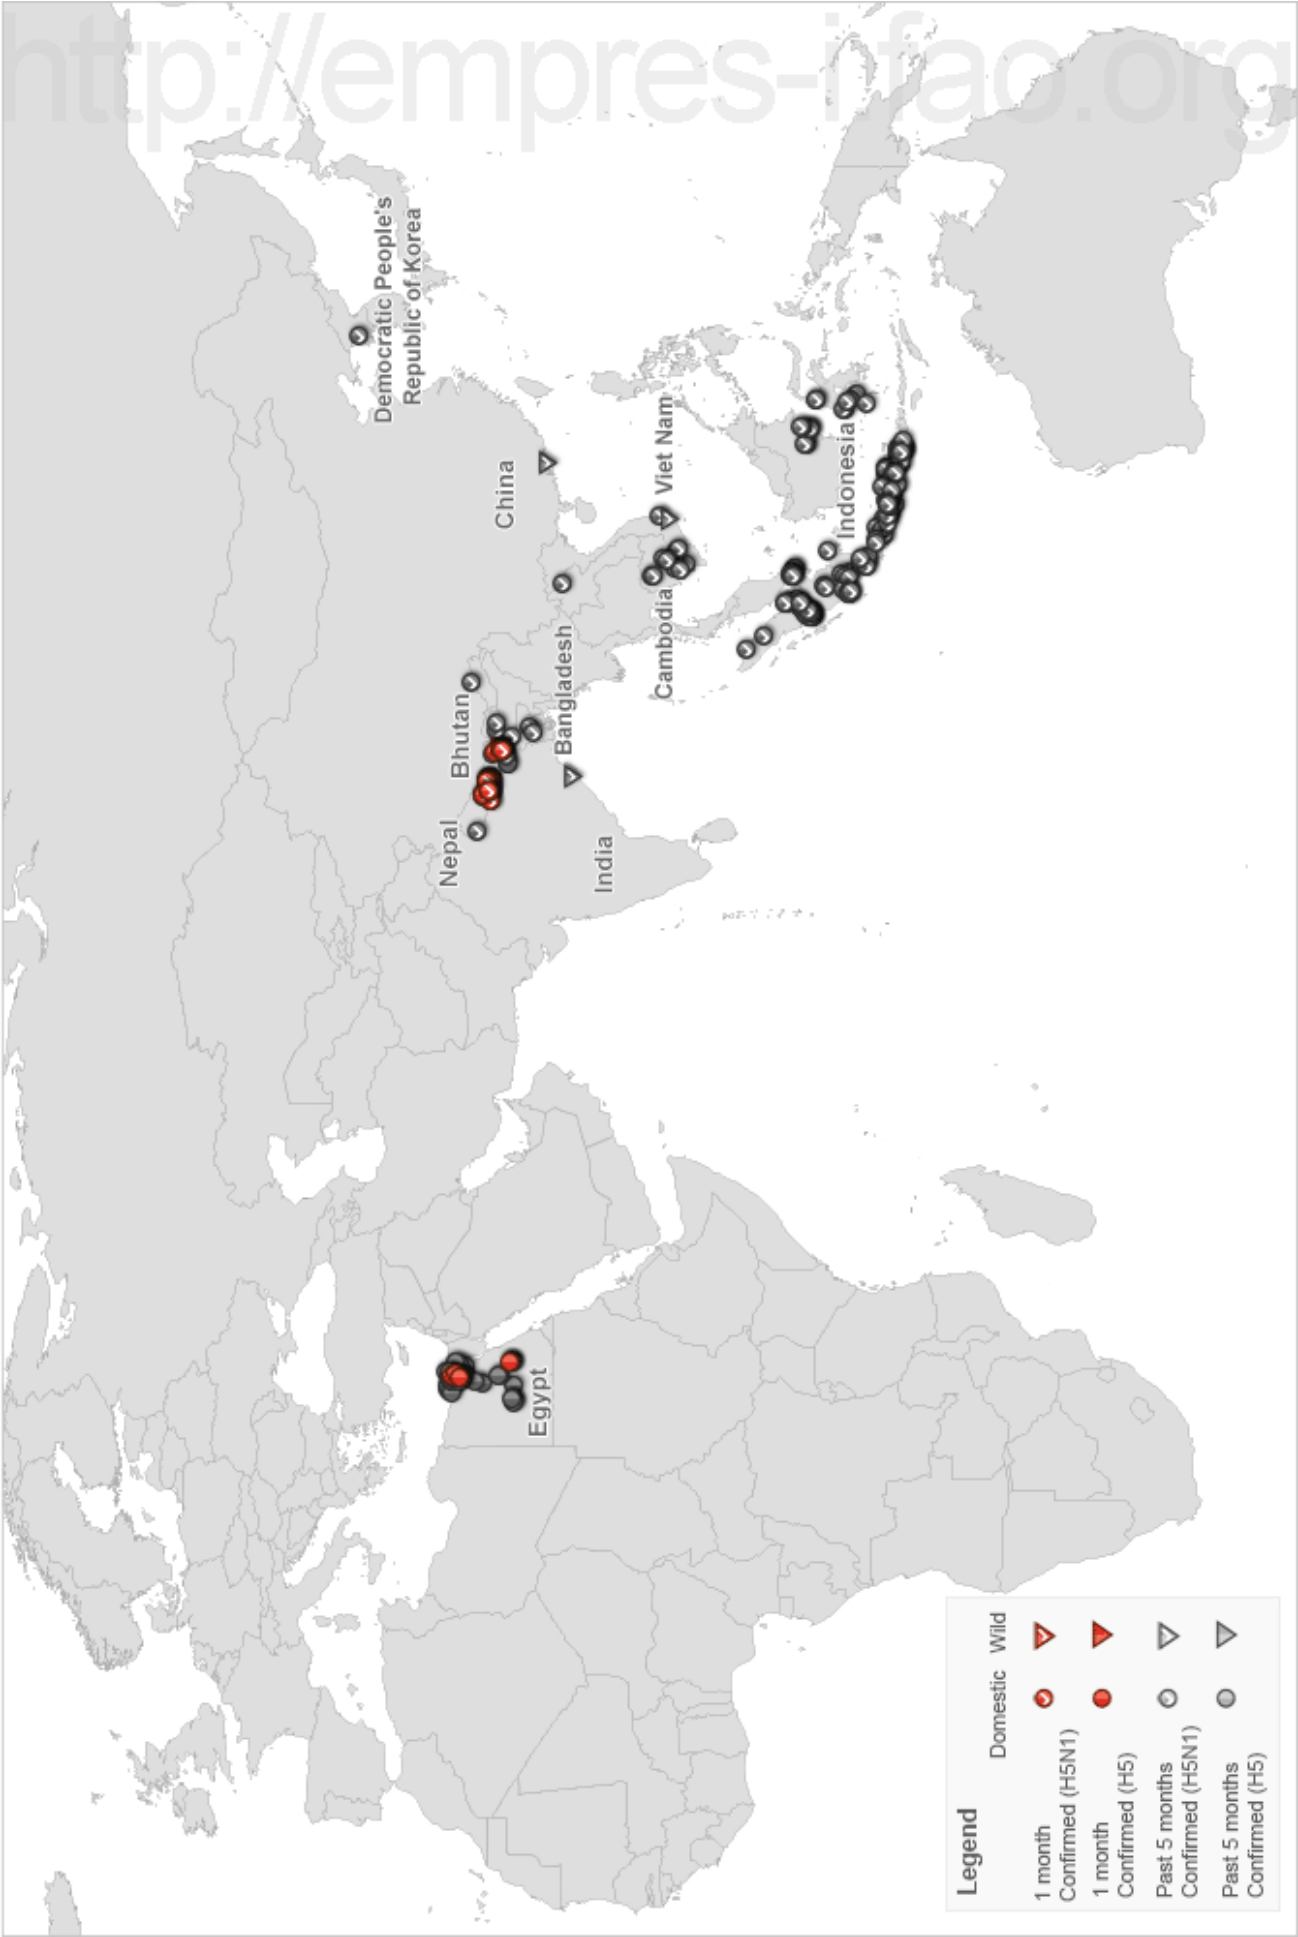 http://empres-i.fao.org
Democratic People's
Republic of Korea
China
Viet Nam
Indonesia
Cambodia
Bangladesh
Bhutan
Nepal
India
Egypt
Legend
Domestic Wild
1 month
Confirmed (H5N1)
1 month
Confirmed (H5)
Past 5 months
Confirmed (H5N1)
Past 5 months
Confirmed (H5)